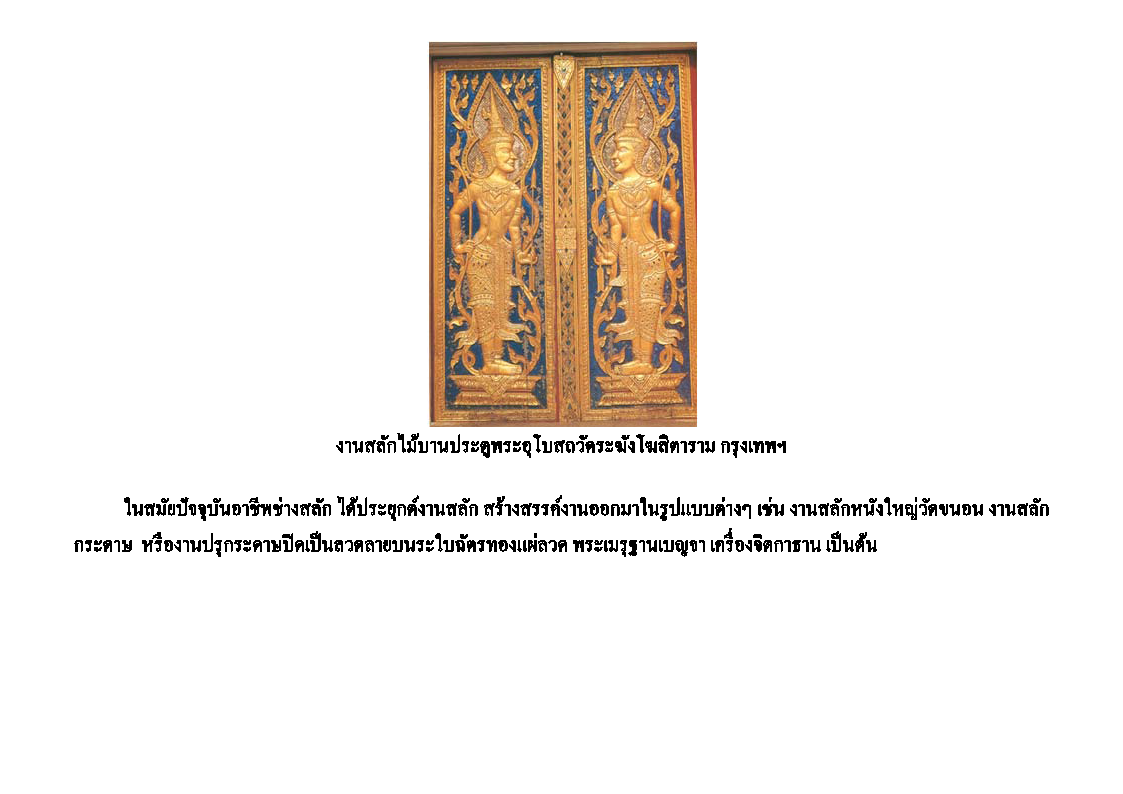 งานสลักไม้บานประตูพระอุโบสถวัดระฆังโฆสิตาราม กรุงเทพฯ
ในสมัยปัจจุบันอาชีพช่างสลัก ได้ประยุกต์งานสลัก สร้างสรรค์งานออกมาในรูปแบบต่างๆ เช่น งานสลักหนังใหญ่วัดขนอน งานสลัก
กระดาษ หรืองานปรุกระดาษปิดเป็นลวดลายบนระใบฉัตรทองแผ่ลวด พระเมรุฐานเบญจา เครื่องจิตกาธาน เป็นต้น